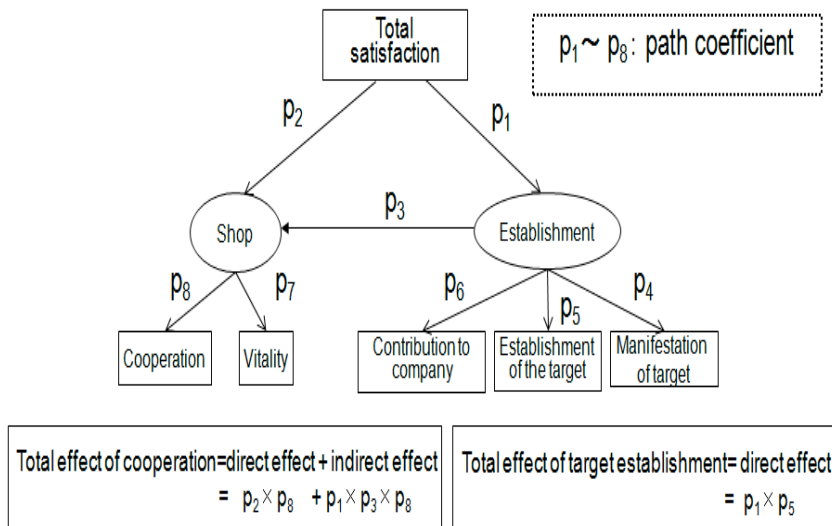 Total
satisfaction
p₁～ p₈: path coefficient
p₂
p₁
p₃
Shop
Establishment
p₈
p₇
p₆
p₅
p₄
Cooperation
Vitality
Contribution to
company
Establishment
of the target
Manifestation
of target
Total effect of cooperation=direct effect + indirect effect
= p₂ × p₈ + p₁ × p₃ × p₈
Total effect of target establishment= direct effect
= p₁ × p₅